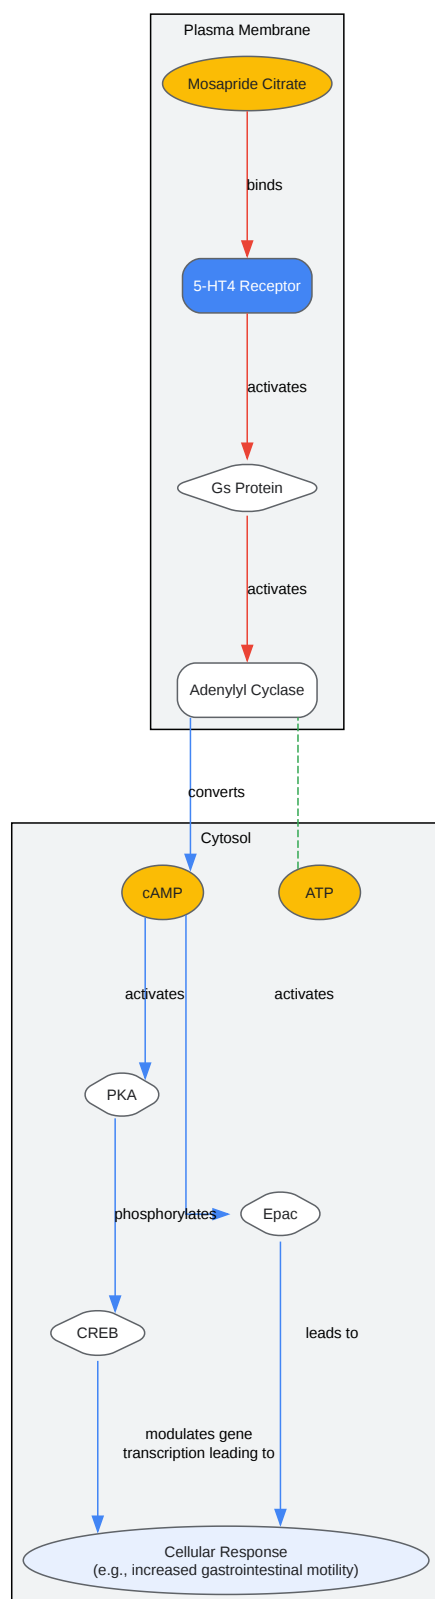 Plasma Membrane
Mosapride Citrate
binds
5-HT4 Receptor
activates
Gs Protein
activates
Adenylyl Cyclase
converts
Cytosol
cAMP
ATP
activates
activates
PKA
phosphorylates
Epac
CREB
leads to
modulates gene
transcription leading to
Cellular Response
(e.g., increased gastrointestinal motility)